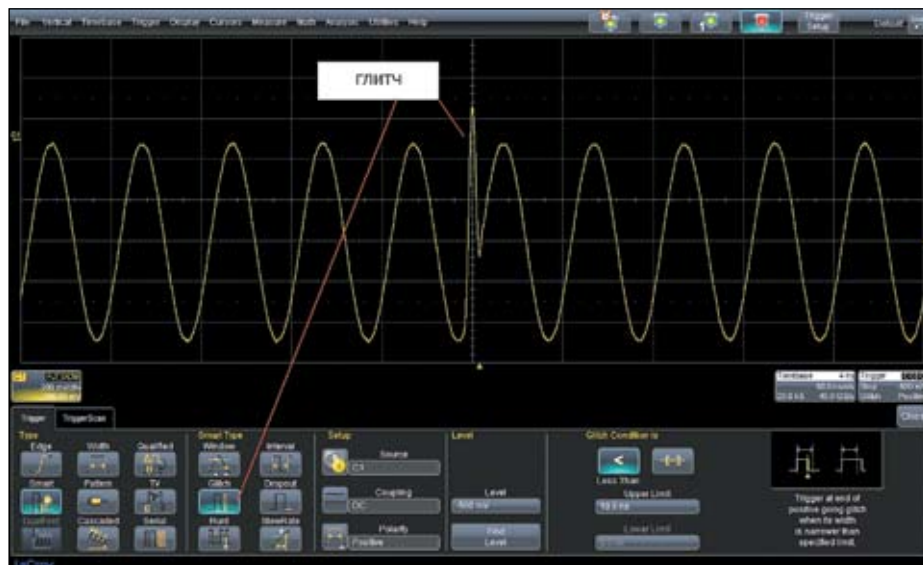 File Vertical Timebase Trigger Display Cursors Measure Math Analysis Utilities Help
Trigger Setup
ГЛИТЧ
C1
Timebase
Trigger
Trigger TriggerScan
Type
Smart Type
Setup
Level
Glitch Condition is
Edge Width Qualified
Window Interval
Source
C1
Less Than
Smart Pattern TV
Glitch Dropout
Coupling
DC
Level
Upper Limit
Cascaded Serial
Runt SlewRate
Polarity
Positive
Find Level
Lower Limit
Trigger at end of
positive going glitch
when its width
is narrower than
specified limit.